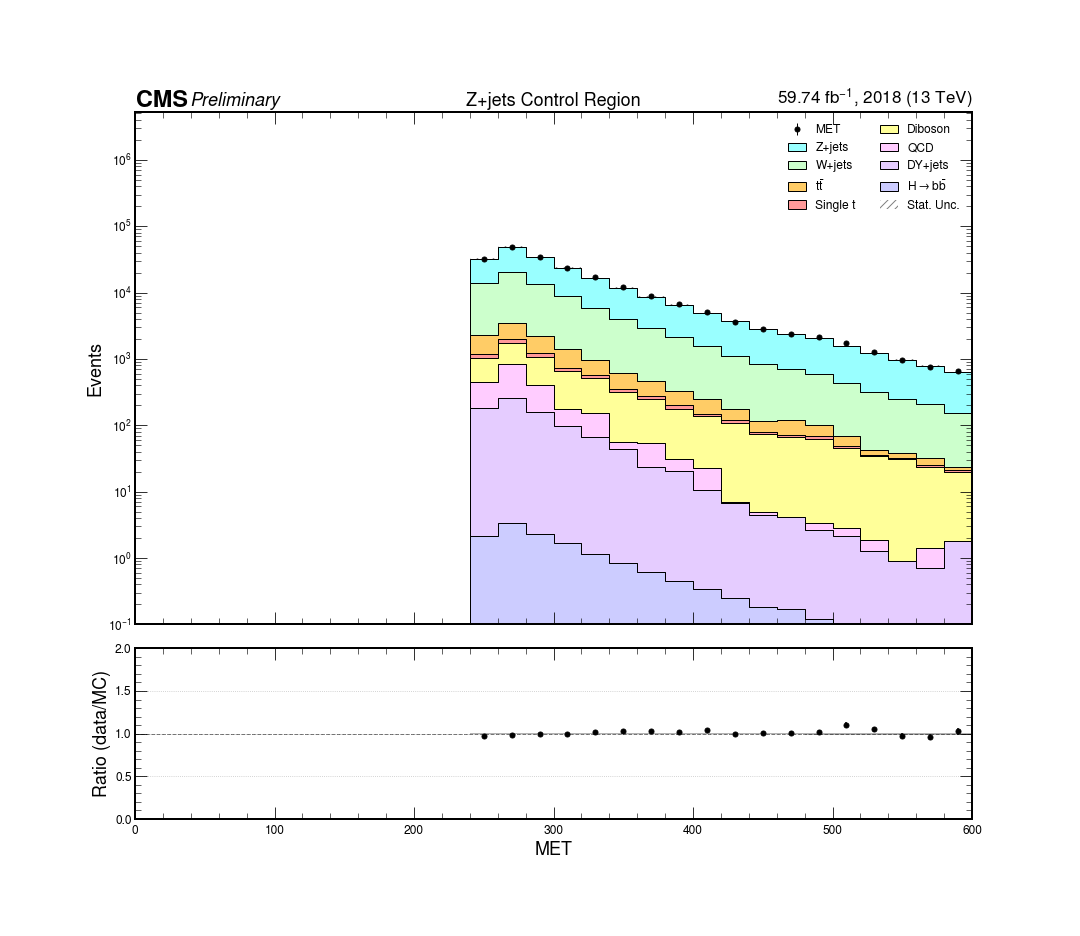 CMS Preliminary
Z+jets Control Region
59.74 fb⁻¹, 2018 (13 TeV)
MET
Z+jets
W+jets
tt̄
Single t
Diboson
QCD
DY+jets
H→bb̄
Stat. Unc.
Events
10⁶
10⁵
10⁴
10³
10²
10¹
10⁰
10⁻¹
Ratio (data/MC)
2.0
1.5
1.0
0.5
0.0
0 100 200 300 400 500 600
MET